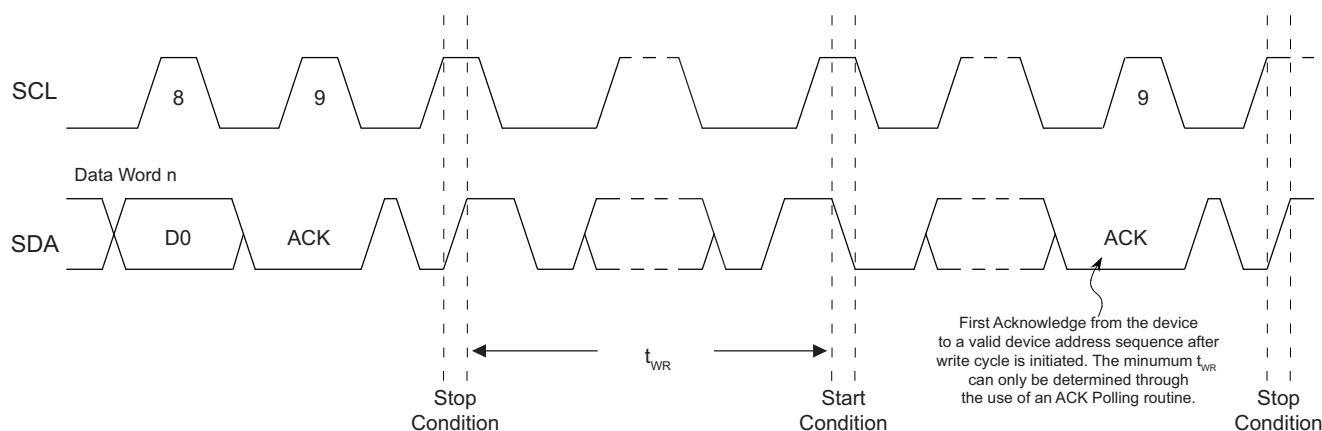 SCL
8
9
9
Data Word n
SDA
D0
ACK
ACK
First Acknowledge from the device
to a valid device address sequence after
write cycle is initiated. The minumum tWR
can only be determined through
the use of an ACK Polling routine.
tWR
Stop
Condition
Start
Condition
Stop
Condition